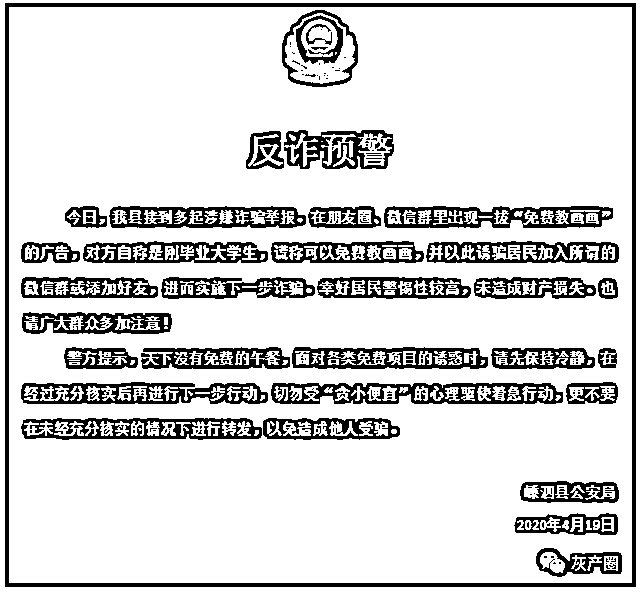 反诈预警
今日，我县接到多起涉嫌诈骗举报。在朋友圈、微信群里出现一拨“免费教画画”
的广告，对方自称是刚毕业大学生，谎称可以免费教画画，并以此诱骗居民加入所谓的
微信群或添加好友，进而实施下一步诈骗。幸好居民警惕性较高，未造成财产损失。也
请广大群众多加注意！
警方提示，天下没有免费的午餐，面对各类免费项目的诱惑时，请先保持冷静，在
经过充分核实后再进行下一步行动，切勿受“贪小便宜”的心理驱使着急行动，更不要
在未经充分核实的情况下进行转发，以免造成他人受骗。
嵊泗县公安局
2020年4月19日
灰产圈